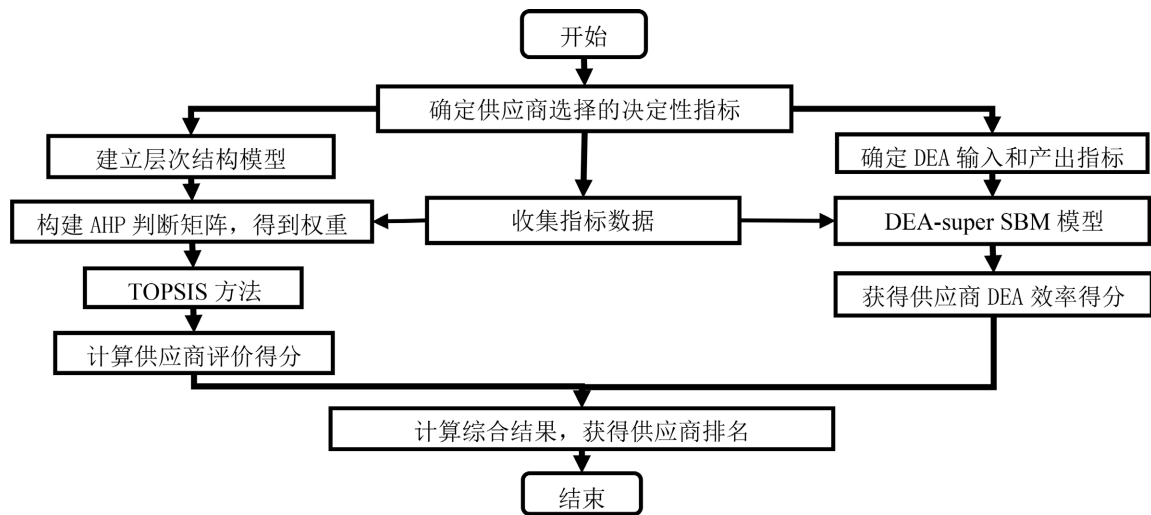 开始
确定供应商选择的决定性指标
建立层次结构模型
确定 DEA 输入和产出指标
构建 AHP 判断矩阵，得到权重
收集指标数据
DEA-super SBM 模型
TOPSIS 方法
获得供应商 DEA 效率得分
计算供应商评价得分
计算综合结果，获得供应商排名
结束